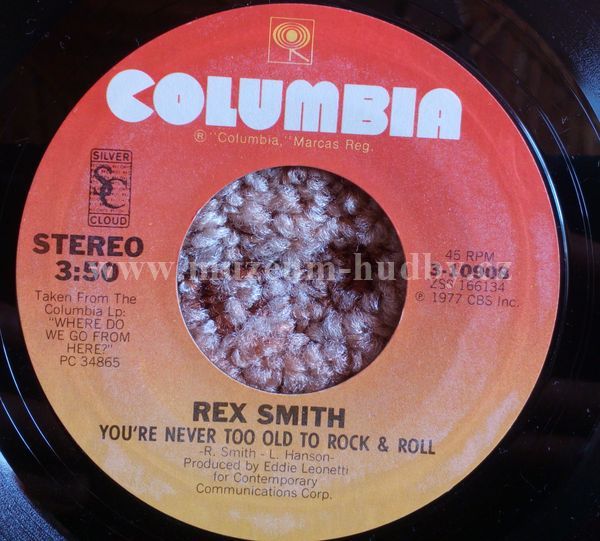 COLUMBIA
® "Columbia," Marcas Reg.
SILVER
SC
CLOUD
STEREO
3:50
Taken From The
Columbia Lp:
"WHERE DO
WE GO FROM
HERE?"
PC 34865
45 RPM
3-10908
ZSS 166134
℗ 1977 CBS Inc.
www.muzeum-hudby.cz
REX SMITH
YOU'RE NEVER TOO OLD TO ROCK & ROLL
-R. Smith - L. Hanson-
Produced by Eddie Leonetti
for Contemporary
Communications Corp.